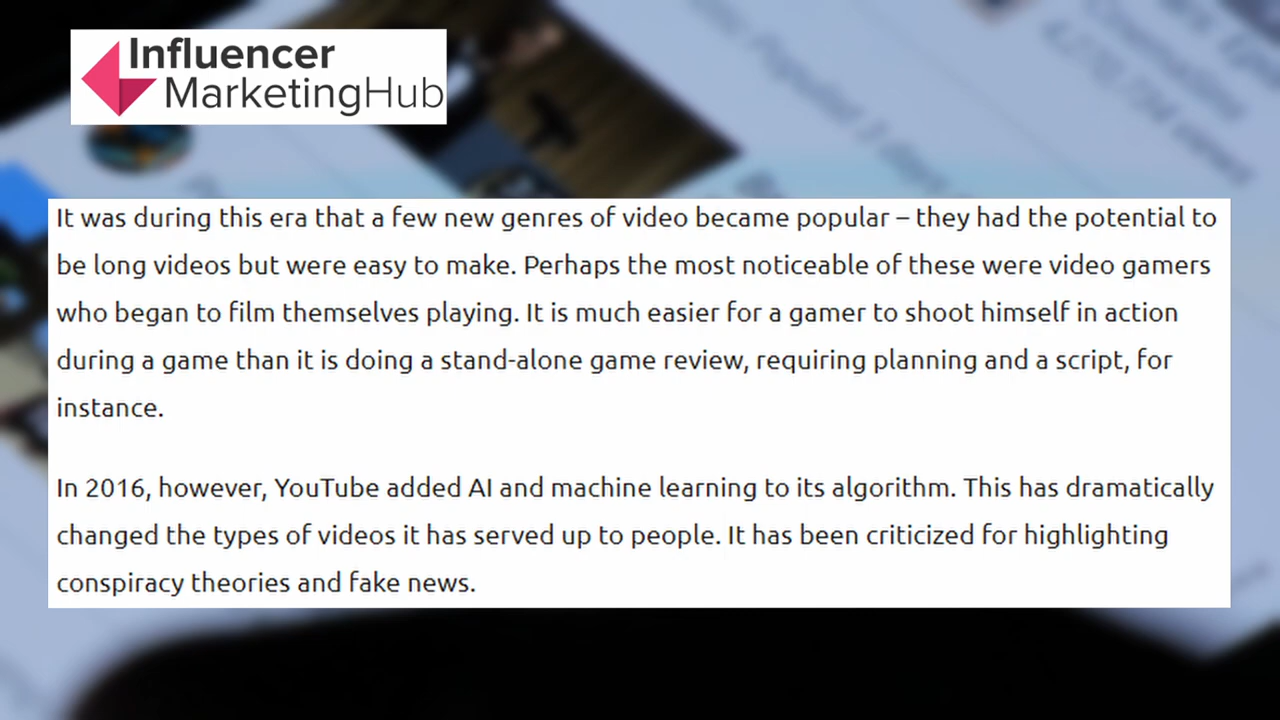 Influencer
MarketingHub
It was during this era that a few new genres of video became popular – they had the potential to
be long videos but were easy to make. Perhaps the most noticeable of these were video gamers
who began to film themselves playing. It is much easier for a gamer to shoot himself in action
during a game than it is doing a stand-alone game review, requiring planning and a script, for
instance.
In 2016, however, YouTube added AI and machine learning to its algorithm. This has dramatically
changed the types of videos it has served up to people. It has been criticized for highlighting
conspiracy theories and fake news.